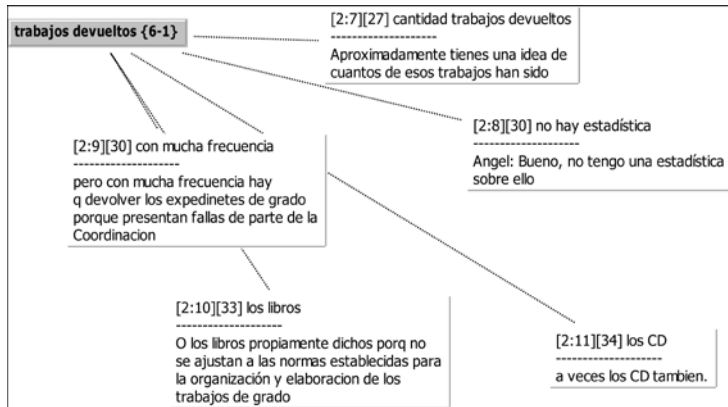 trabajos devueltos {6-1}
[2:7][27] cantidad trabajos devueltos
--------------------
Aproximadamente tienes una idea de
cuantos de esos trabajos han sido
[2:8][30] no hay estadística
--------------------
Angel: Bueno, no tengo una estadística
sobre ello
[2:9][30] con mucha frecuencia
--------------------
pero con mucha frecuencia hay
q devolver los expedinetes de grado
porque presentan fallas de parte de la
Coordinacion
[2:10][33] los libros
--------------------
O los libros propiamente dichos porq no
se ajustan a las normas establecidas para
la organización y elaboracion de los
trabajos de grado
[2:11][34] los CD
--------------------
a veces los CD tambien.